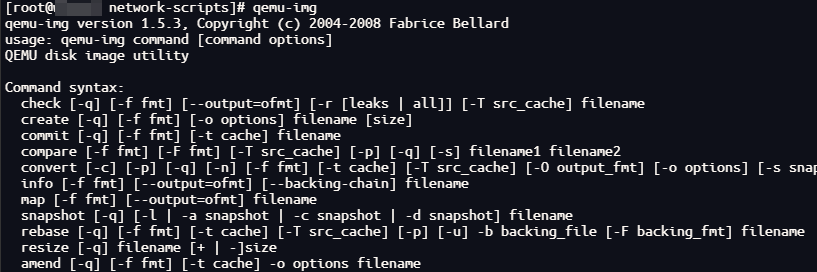 [root@ network-scripts]# qemu-img
qemu-img version 1.5.3, Copyright (c) 2004-2008 Fabrice Bellard
usage: qemu-img command [command options]
QEMU disk image utility
Command syntax:
check [-q] [-f fmt] [--output=ofmt] [-r [leaks | all]] [-T src_cache] filename
create [-q] [-f fmt] [-o options] filename [size]
commit [-q] [-f fmt] [-t cache] filename
compare [-f fmt] [-F fmt] [-T src_cache] [-p] [-q] [-s] filename1 filename2
convert [-c] [-p] [-q] [-n] [-f fmt] [-t cache] [-T src_cache] [-O output_fmt] [-o options] [-s snap
info [-f fmt] [--output=ofmt] [--backing-chain] filename
map [-f fmt] [--output=ofmt] filename
snapshot [-q] [-l | -a snapshot | -c snapshot | -d snapshot] filename
rebase [-q] [-f fmt] [-t cache] [-T src_cache] [-p] [-u] -b backing_file [-F backing_fmt] filename
resize [-q] filename [+ | -]size
amend [-q] [-f fmt] [-t cache] -o options filename